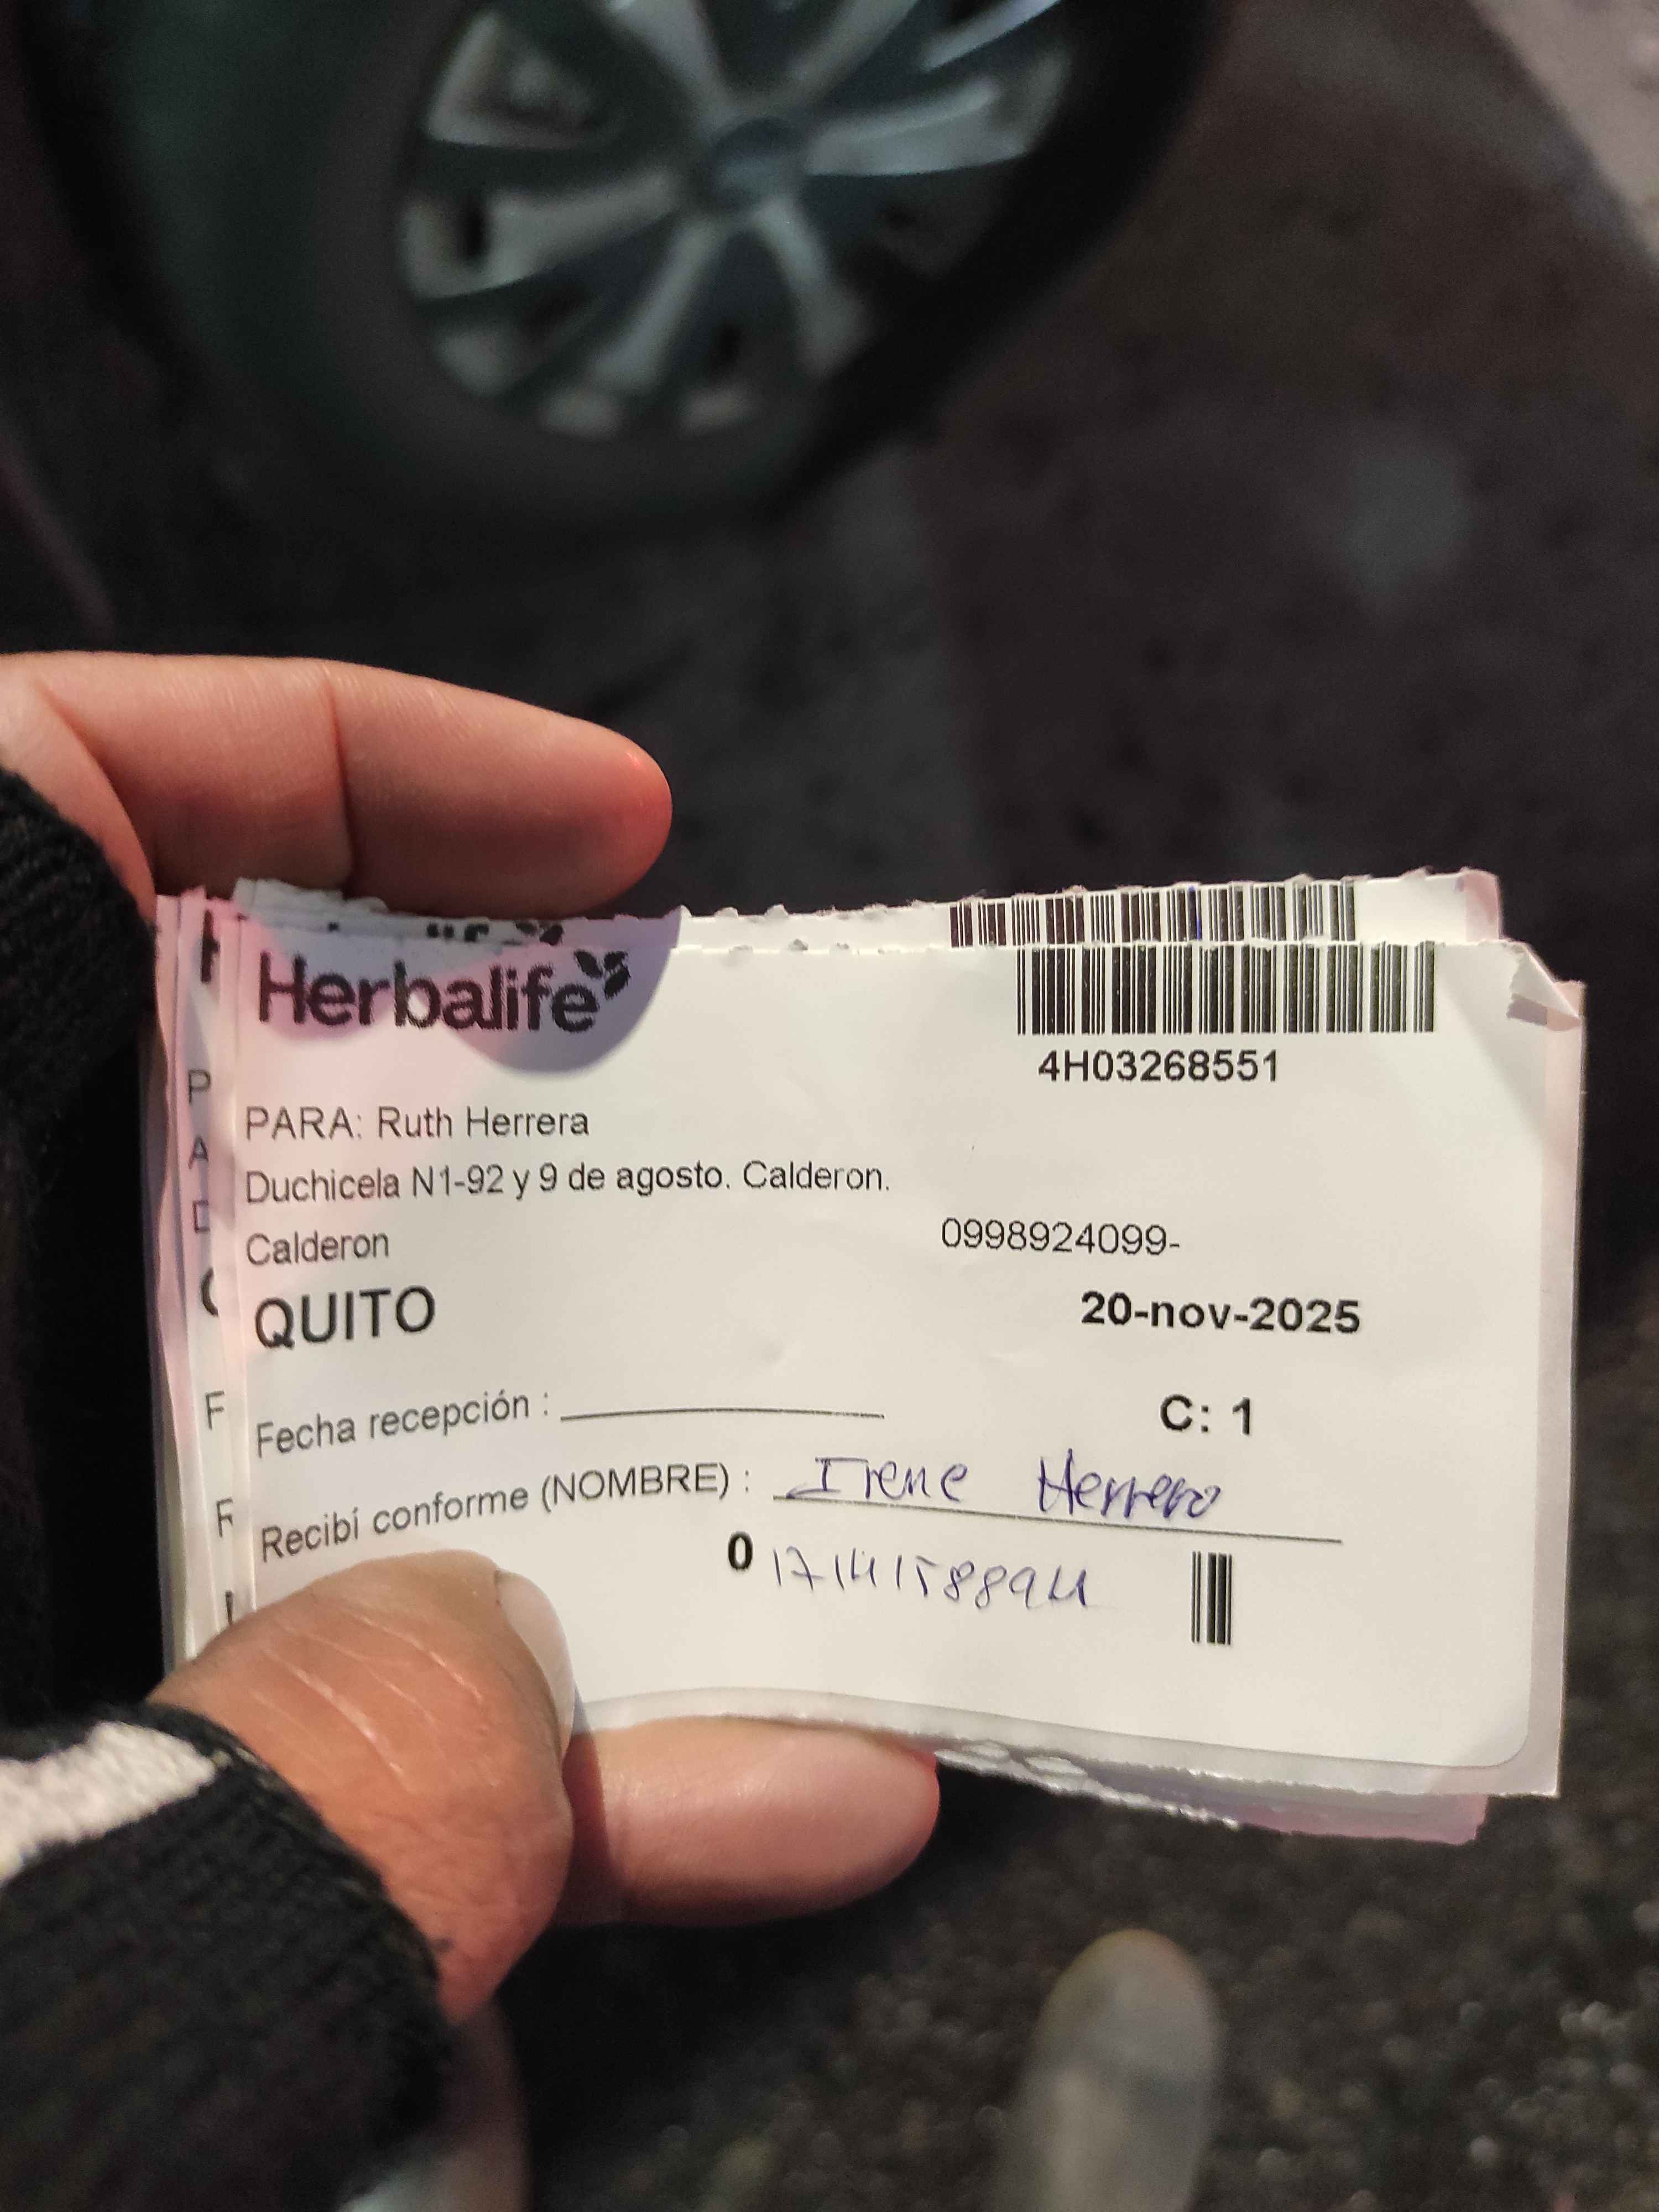 Herbalife
4H03268551
PARA: Ruth Herrera
Duchicela N1-92 y 9 de agosto. Calderon.
Calderon
0998924099-
QUITO
20-nov-2025
Fecha recepción :
C: 1
Recibí conforme (NOMBRE) : Irene Herrera
0 1714158894
P
A
D
F
R